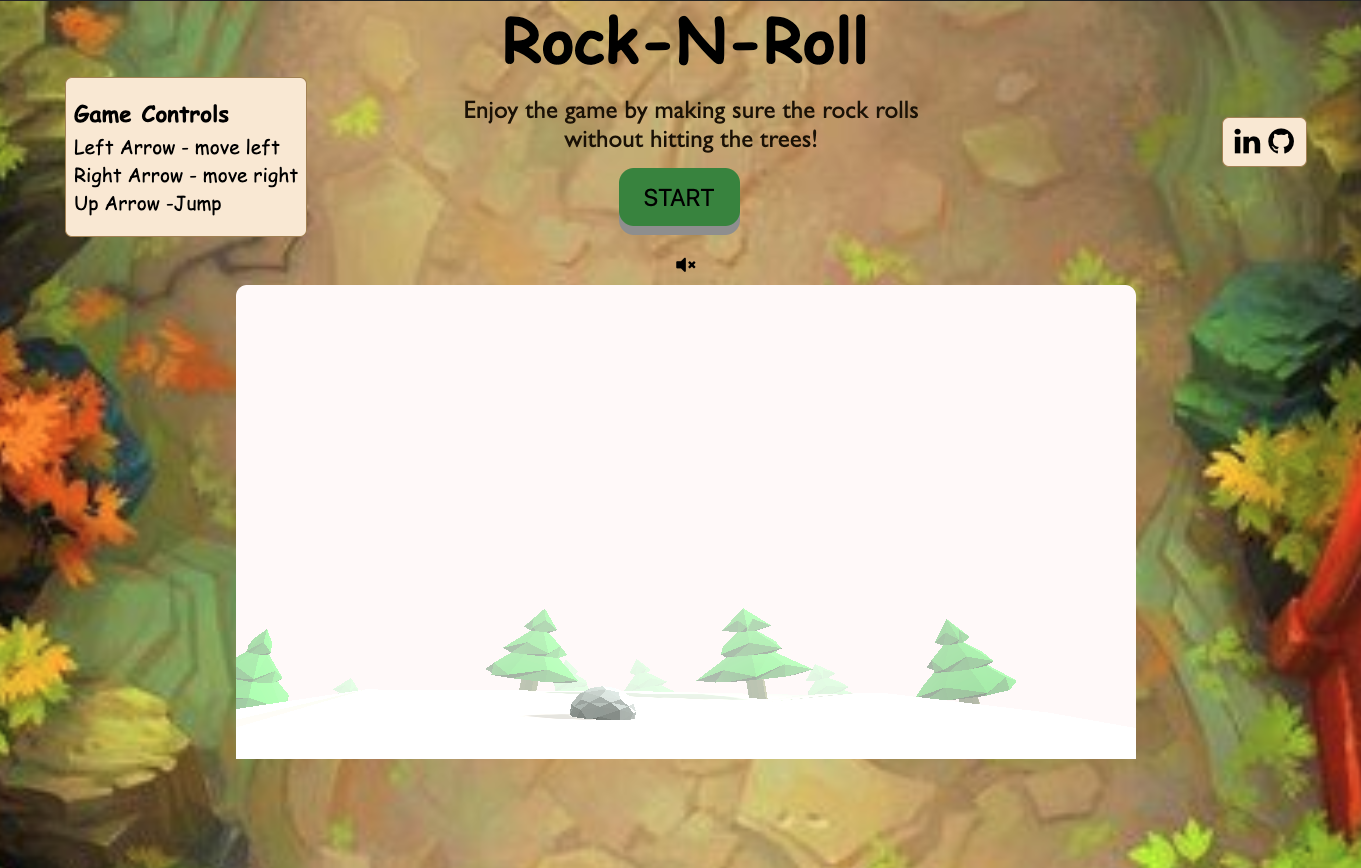 Rock-N-Roll
Game Controls
Left Arrow - move left
Right Arrow - move right
Up Arrow -Jump
Enjoy the game by making sure the rock rolls
without hitting the trees!
in
START